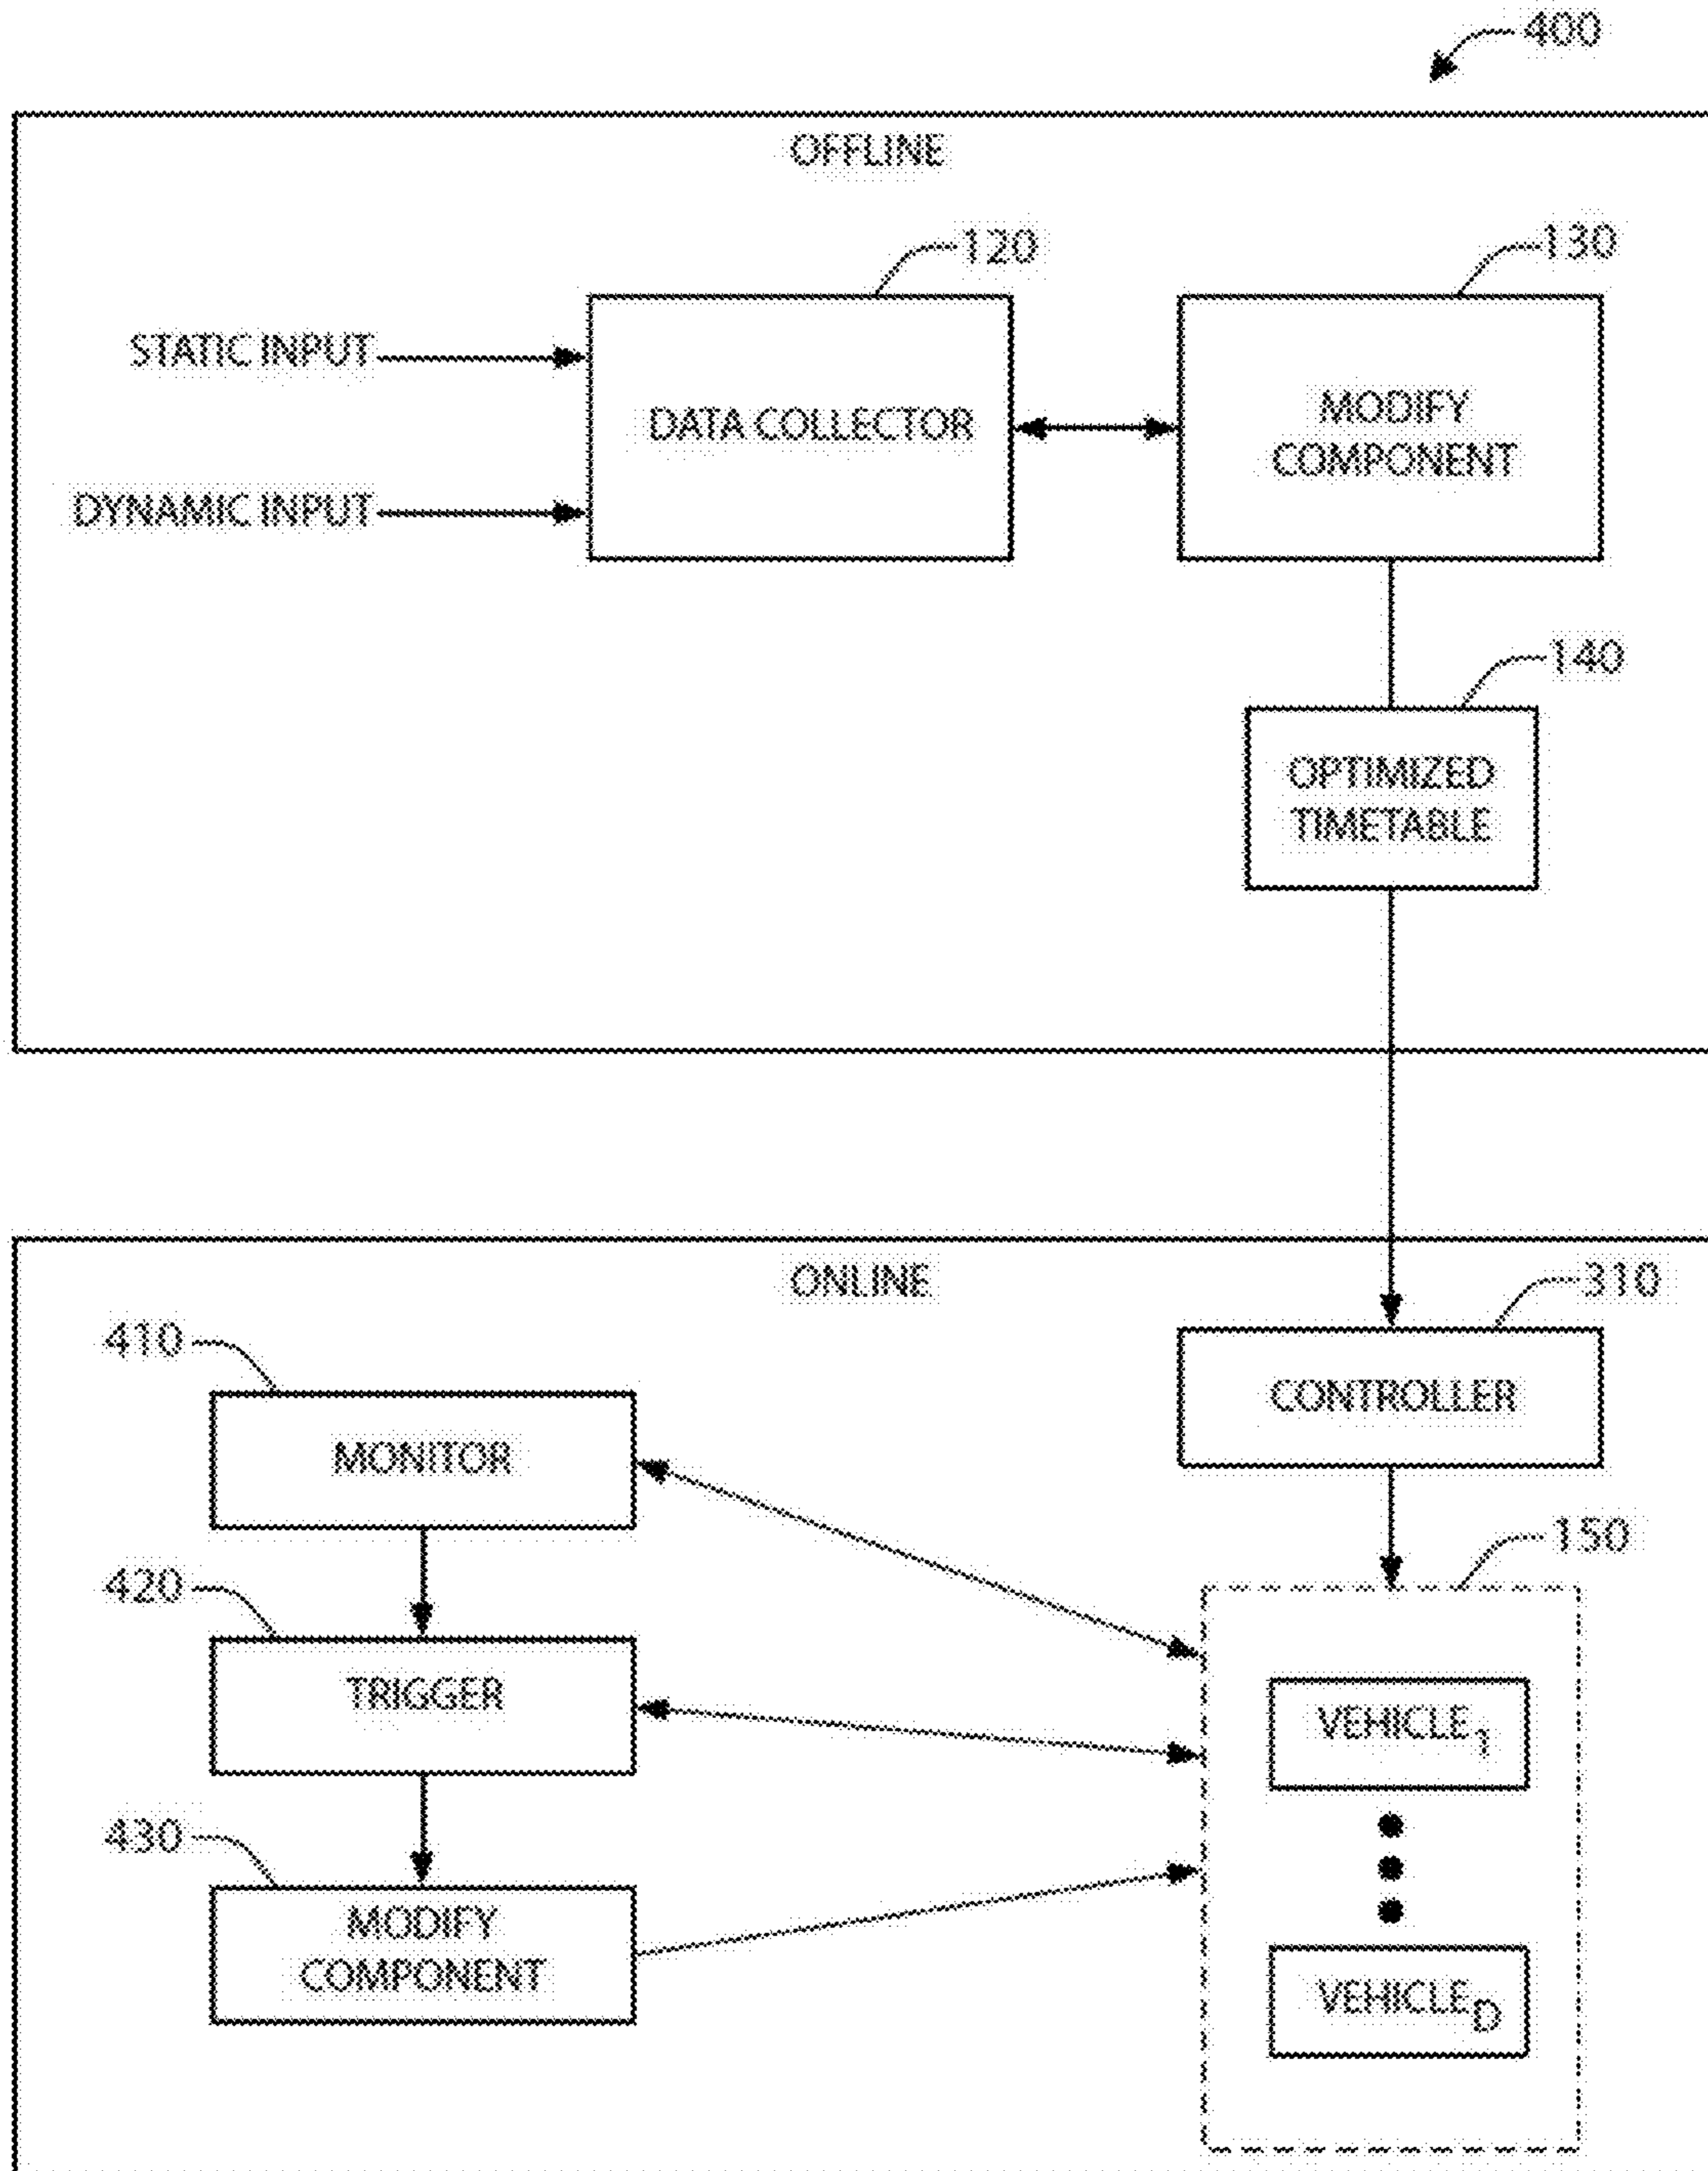 400
OFFLINE
120
130
STATIC INPUT
DATA COLLECTOR
MODIFY
COMPONENT
DYNAMIC INPUT
140
OPTIMIZED
TIMETABLE
ONLINE
310
410
CONTROLLER
MONITOR
150
420
TRIGGER
VEHICLE1
430
MODIFY
COMPONENT
VEHICLED